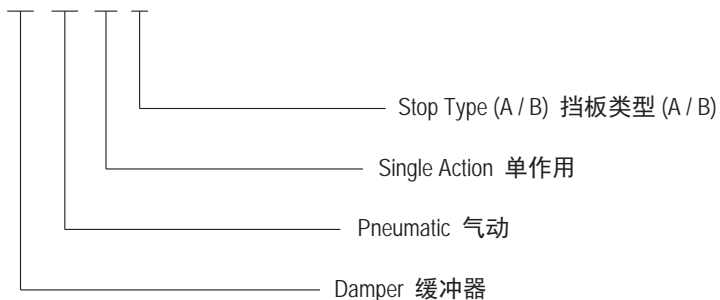 Stop Type (A / B) 挡板类型 (A / B)
Single Action 单作用
Pneumatic 气动
Damper 缓冲器